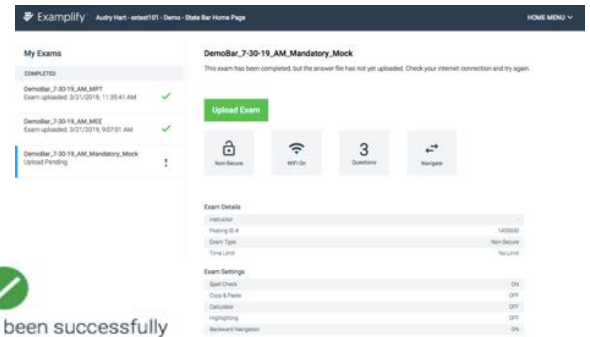 Examplify Audry Hart - extest101 - Demo - State Bar Home Page HOME MENU
My Exams
COMPLETED
DemoBar_7-30-19_AM_MPT
Exam uploaded: 3/21/2019, 11:35:41 AM
DemoBar_7-30-19_AM_MEE
Exam uploaded: 3/21/2019, 9:07:01 AM
DemoBar_7-30-19_AM_Mandatory_Mock
Upload Pending
DemoBar_7-30-19_AM_Mandatory_Mock
This exam has been completed, but the answer file has not yet uploaded. Check your internet connection and try again.
Upload Exam
Non-Secure
WiFi On
3
Questions
Navigate
Exam Details
Instructor -
Posting ID #
Exam Type Non Secure
Time Limit No Limit
Exam Settings
Spell Check ON
Copy & Paste OFF
Calculator OFF
Highlighting OFF
Backward Navigation ON
been successfully